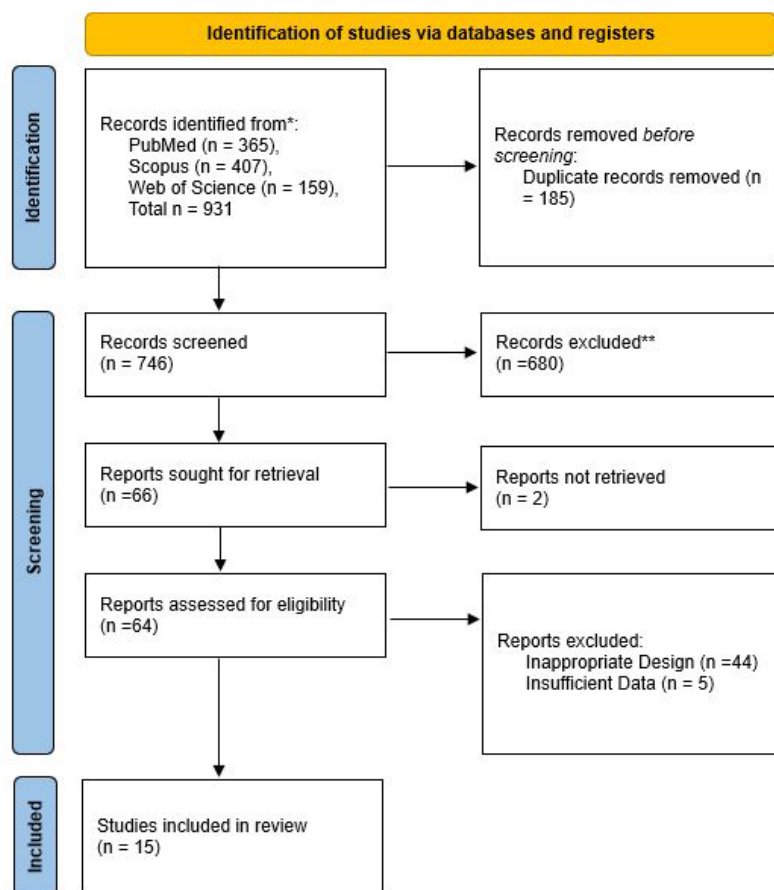 Identification of studies via databases and registers
Identification
Records identified from*:
PubMed (n = 365),
Scopus (n = 407),
Web of Science (n = 159),
Total n = 931
Records removed before
screening:
Duplicate records removed (n
= 185)
Screening
Records screened
(n = 746)
Records excluded**
(n =680)
Reports sought for retrieval
(n =66)
Reports not retrieved
(n = 2)
Reports assessed for eligibility
(n =64)
Reports excluded:
Inappropriate Design (n =44)
Insufficient Data (n = 5)
Included
Studies included in review
(n = 15)